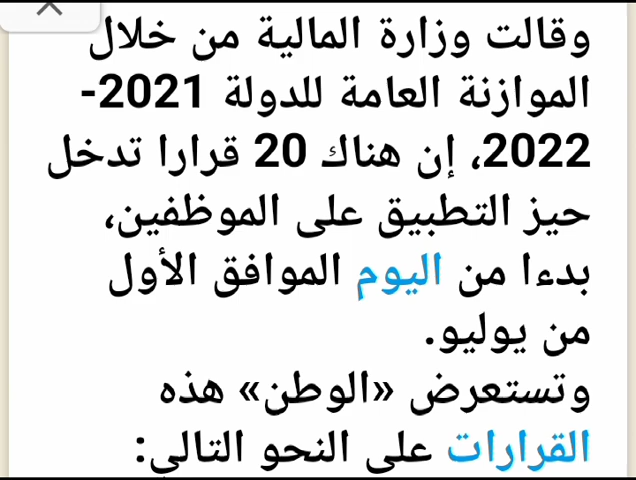 وقالت وزارة المالية من خلال
الموازنة العامة للدولة 2021-
2022، إن هناك 20 قرارا تدخل
حيز التطبيق على الموظفين،
بدءا من اليوم الموافق الأول
من يوليو.
وتستعرض «الوطن» هذه
القرارات على النحو التالي: